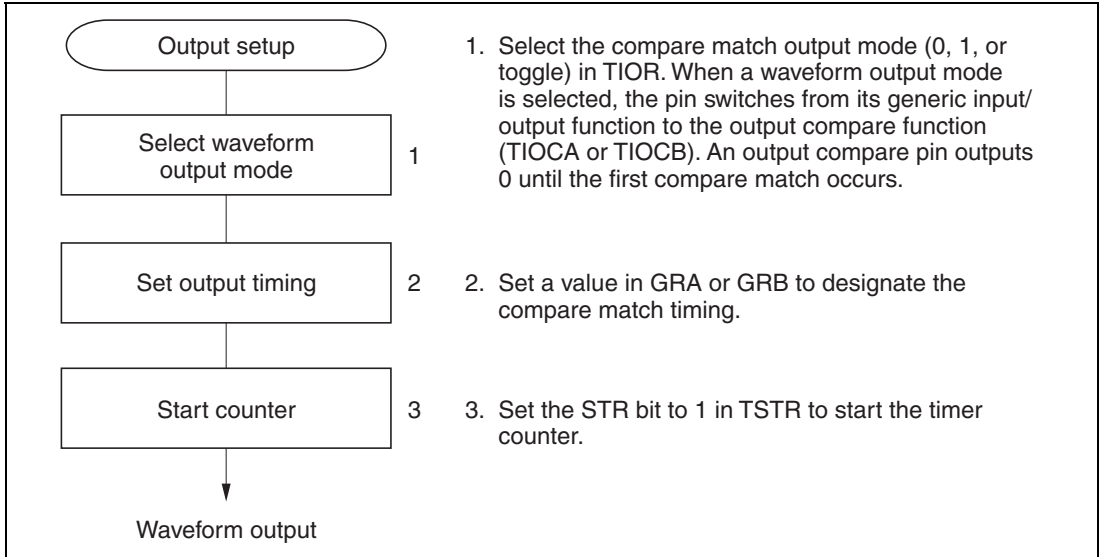 Output setup
Select waveform
output mode
1
1. Select the compare match output mode (0, 1, or
toggle) in TIOR. When a waveform output mode
is selected, the pin switches from its generic input/
output function to the output compare function
(TIOCA or TIOCB). An output compare pin outputs
0 until the first compare match occurs.
Set output timing
2
2. Set a value in GRA or GRB to designate the
compare match timing.
Start counter
3
3. Set the STR bit to 1 in TSTR to start the timer
counter.
Waveform output